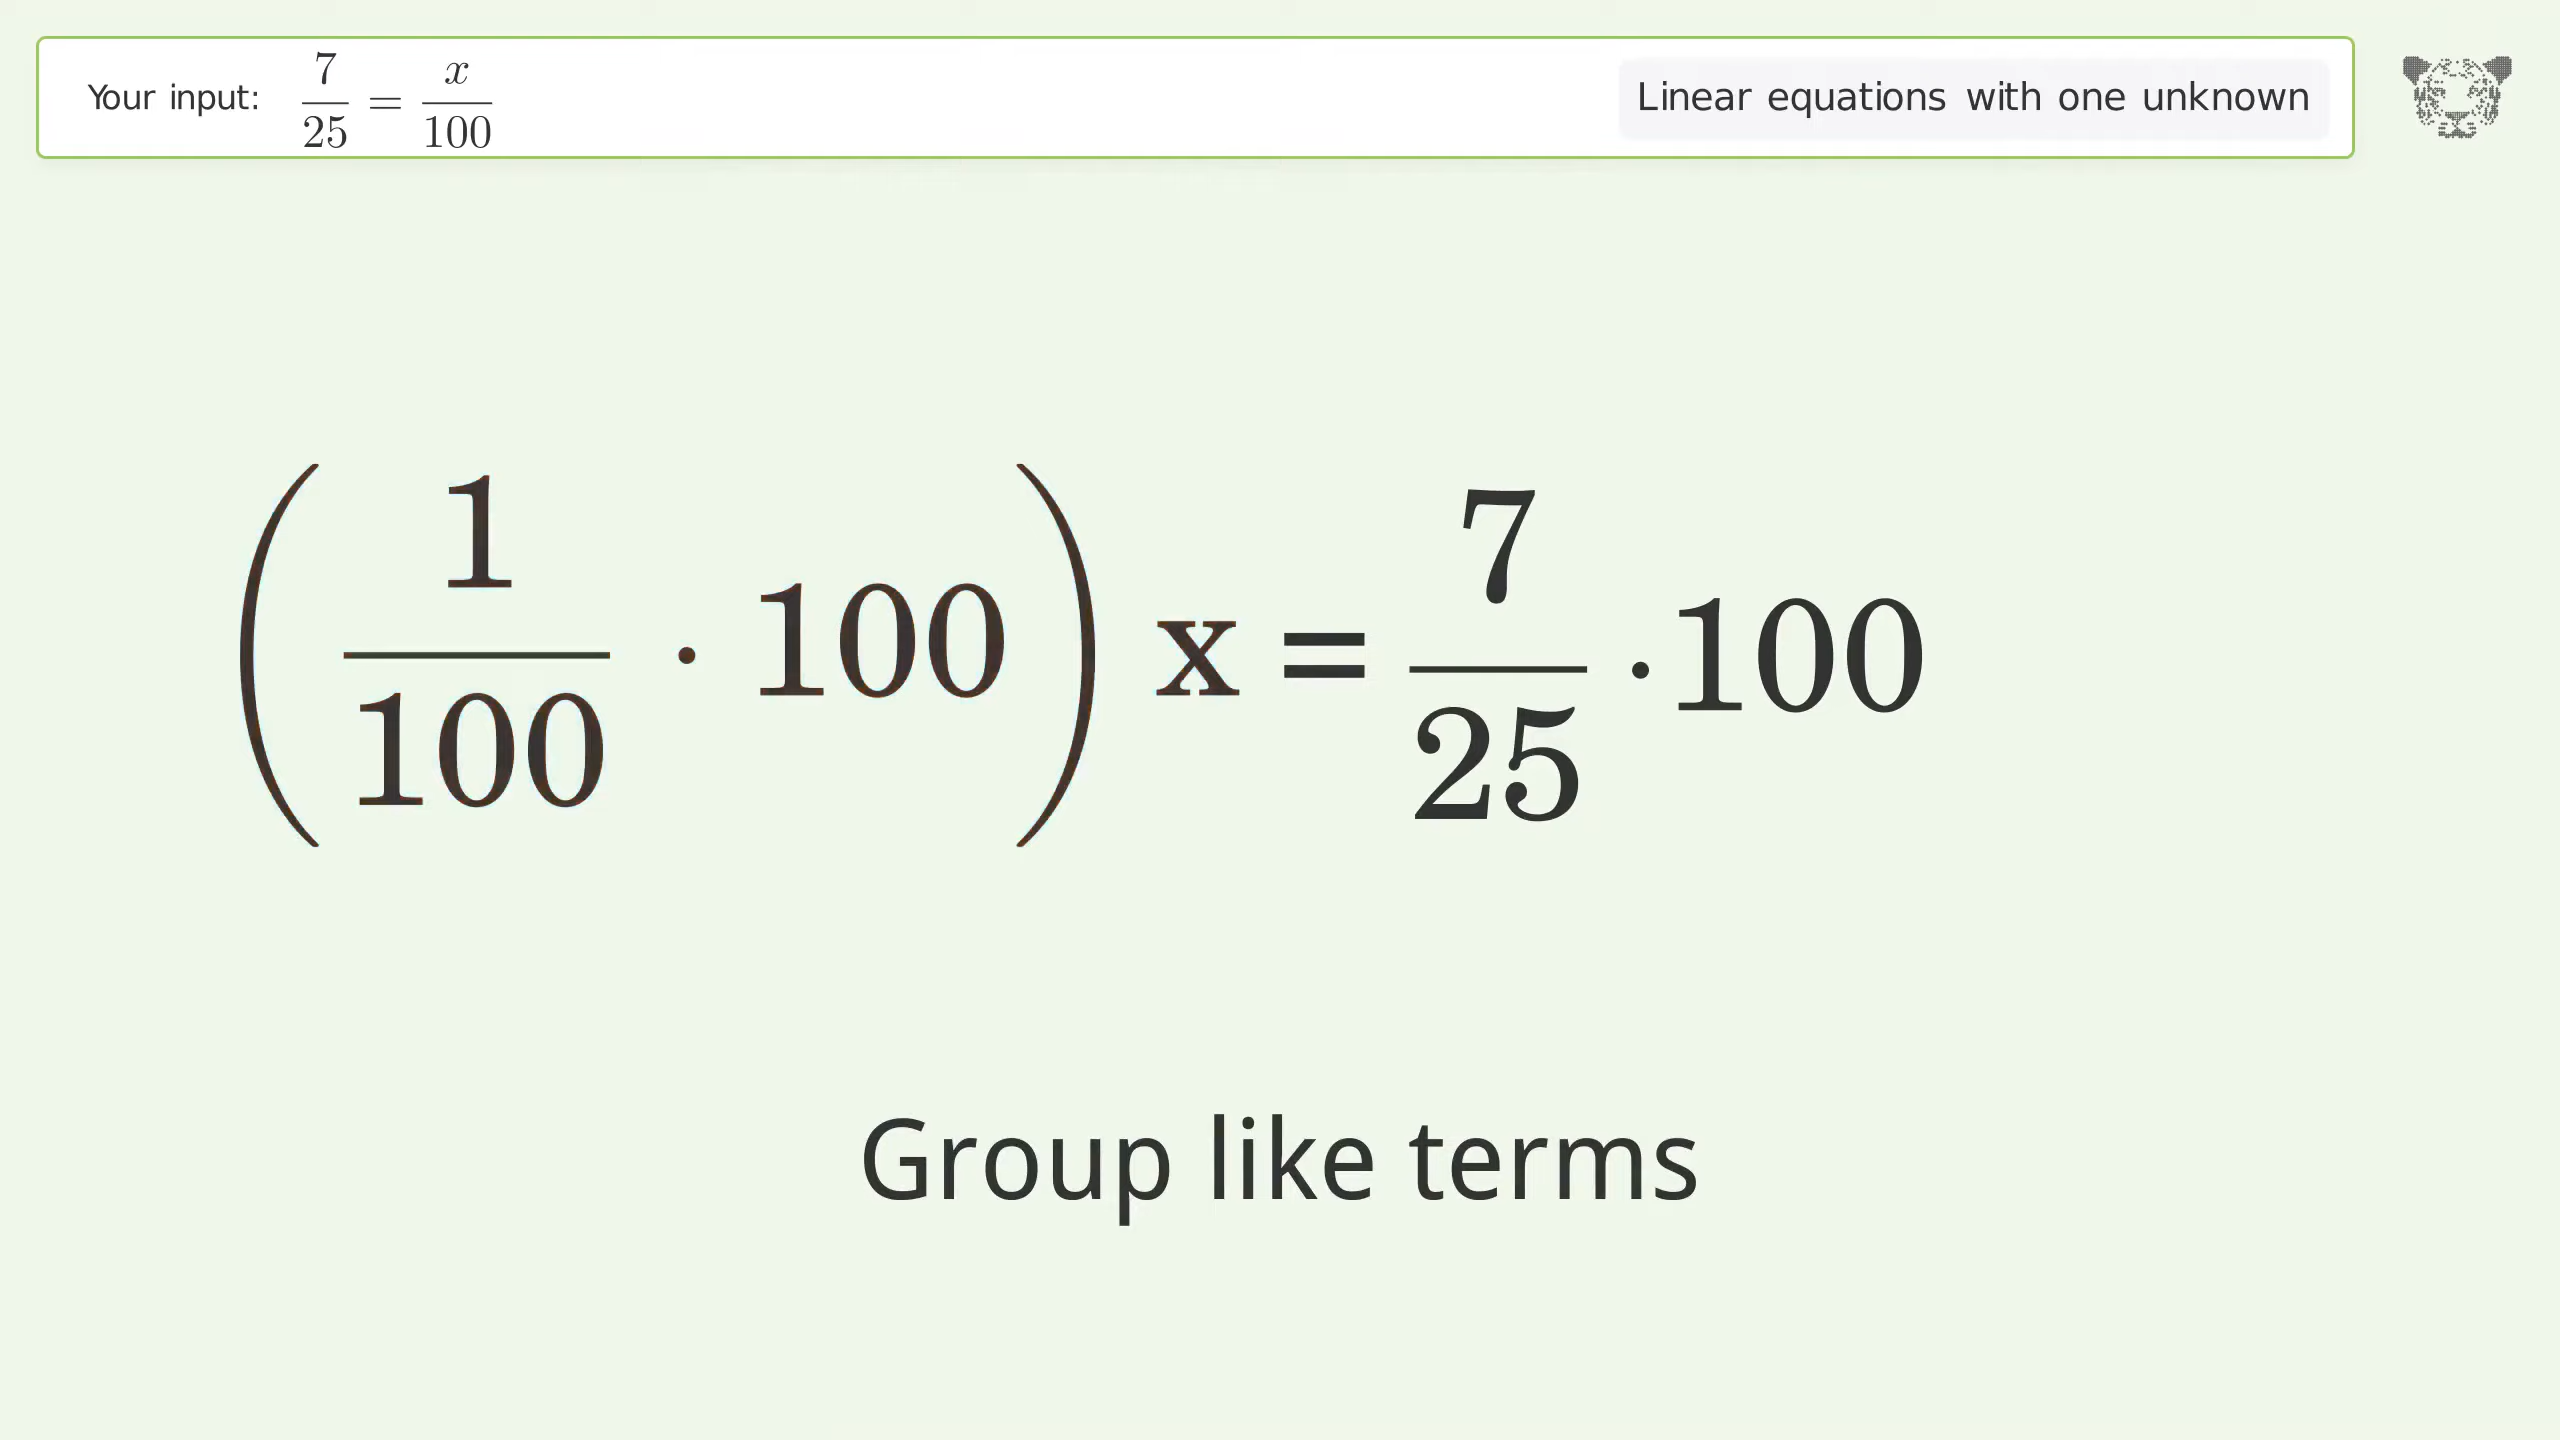 Your input: 7/25 = x/100
Linear equations with one unknown
(1/100 · 100) x = 7/25 · 100
Group like terms